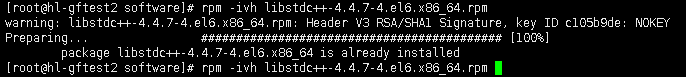 [root@hl-gftest2 software]# rpm -ivh libstdc++-4.4.7-4.el6.x86_64.rpm
warning: libstdc++-4.4.7-4.el6.x86_64.rpm: Header V3 RSA/SHA1 Signature, key ID c105b9de: NOKEY
Preparing...                ########################################### [100%]
        package libstdc++-4.4.7-4.el6.x86_64 is already installed
[root@hl-gftest2 software]# rpm -ivh libstdc++-4.4.7-4.el6.x86_64.rpm